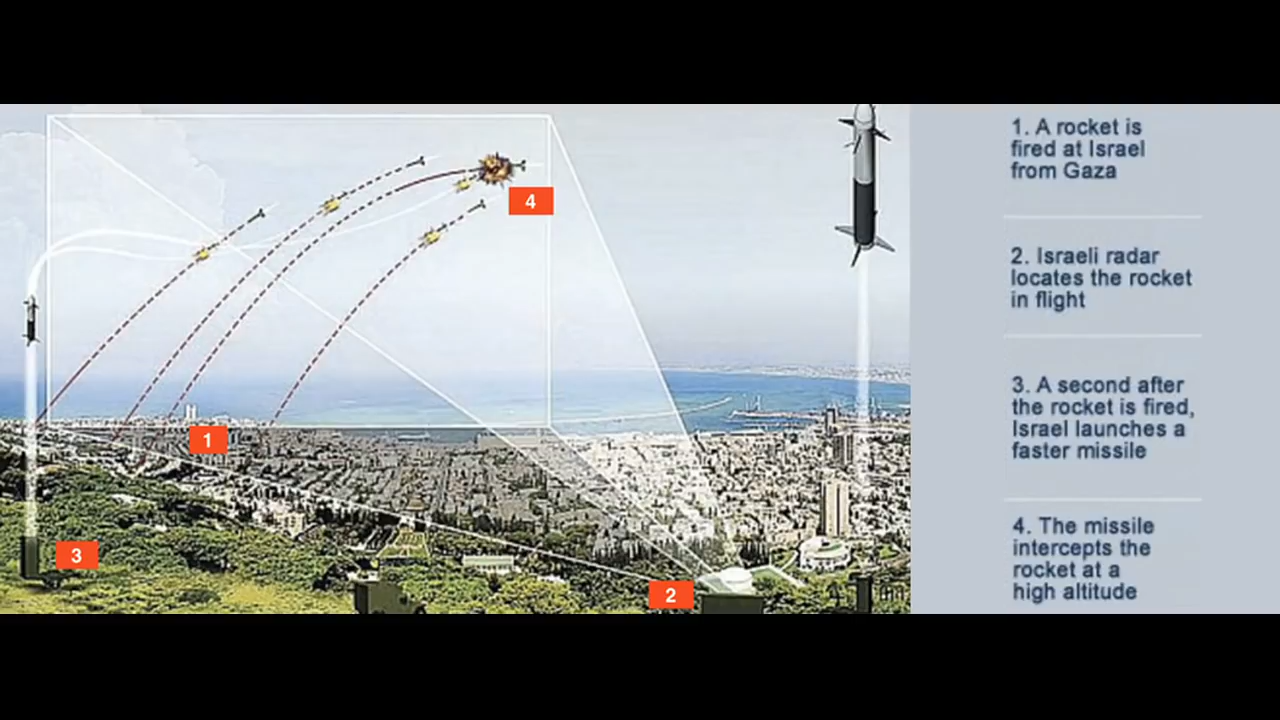 4
1
3
2
1. A rocket is
fired at Israel
from Gaza
2. Israeli radar
locates the rocket
in flight
3. A second after
the rocket is fired,
Israel launches a
faster missile
4. The missile
intercepts the
rocket at a
high altitude